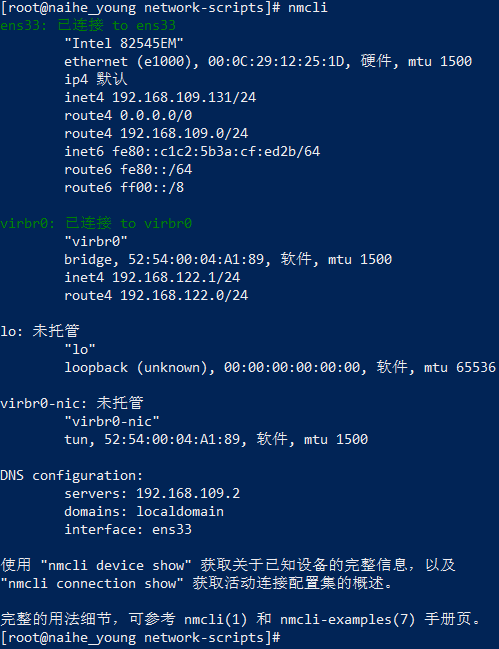 [root@naihe_young network-scripts]# nmcli
ens33: 已连接 to ens33
"Intel 82545EM"
ethernet (e1000), 00:0C:29:12:25:1D, 硬件, mtu 1500
ip4 默认
inet4 192.168.109.131/24
route4 0.0.0.0/0
route4 192.168.109.0/24
inet6 fe80::c1c2:5b3a:cf:ed2b/64
route6 fe80::/64
route6 ff00::/8
virbr0: 已连接 to virbr0
"virbr0"
bridge, 52:54:00:04:A1:89, 软件, mtu 1500
inet4 192.168.122.1/24
route4 192.168.122.0/24
lo: 未托管
"lo"
loopback (unknown), 00:00:00:00:00:00, 软件, mtu 65536
virbr0-nic: 未托管
"virbr0-nic"
tun, 52:54:00:04:A1:89, 软件, mtu 1500
DNS configuration:
servers: 192.168.109.2
domains: localdomain
interface: ens33
使用 "nmcli device show" 获取关于已知设备的完整信息，以及
"nmcli connection show" 获取活动连接配置集的概述。
完整的用法细节，可参考 nmcli(1) 和 nmcli-examples(7) 手册页。
[root@naihe_young network-scripts]#